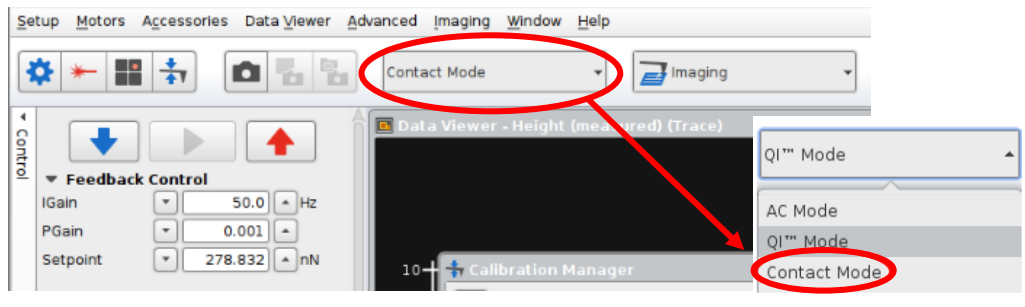 Setup Motors Accessories Data Viewer Advanced Imaging Window Help
Contact Mode
Imaging
Control
Data Viewer - Height (measured) (Trace)
Feedback Control
IGain 50.0 Hz
PGain 0.001
Setpoint 278.832 nN
10
Calibration Manager
QI™ Mode
AC Mode
QI™ Mode
Contact Mode